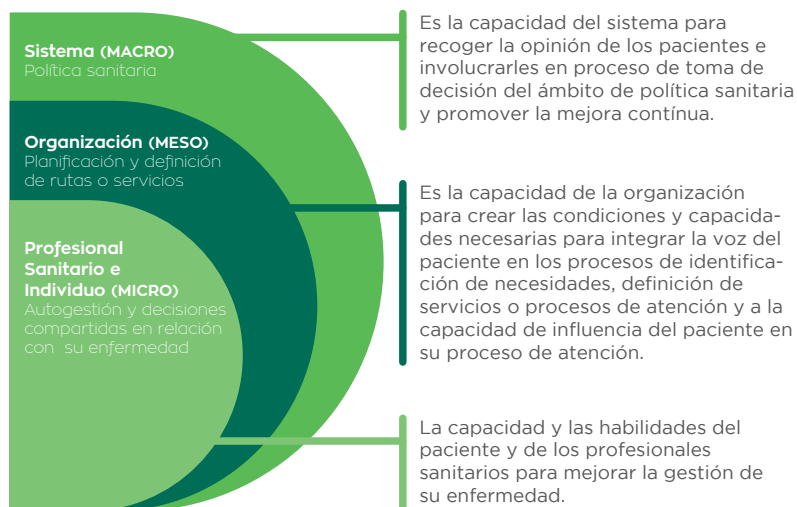 Sistema (MACRO)
Política sanitaria
Es la capacidad del sistema para
recoger la opinión de los pacientes e
involucrarles en proceso de toma de
decisión del ámbito de política sanitaria
y promover la mejora contínua.
Organización (MESO)
Planificación y definición
de rutas o servicios
Es la capacidad de la organización
para crear las condiciones y capacida-
des necesarias para integrar la voz del
paciente en los procesos de identifica-
ción de necesidades, definición de
servicios o procesos de atención y a la
capacidad de influencia del paciente en
su proceso de atención.
Profesional
Sanitario e
Individuo (MICRO)
Autogestión y decisiones
compartidas en relación
con su enfermedad
La capacidad y las habilidades del
paciente y de los profesionales
sanitarios para mejorar la gestión de
su enfermedad.